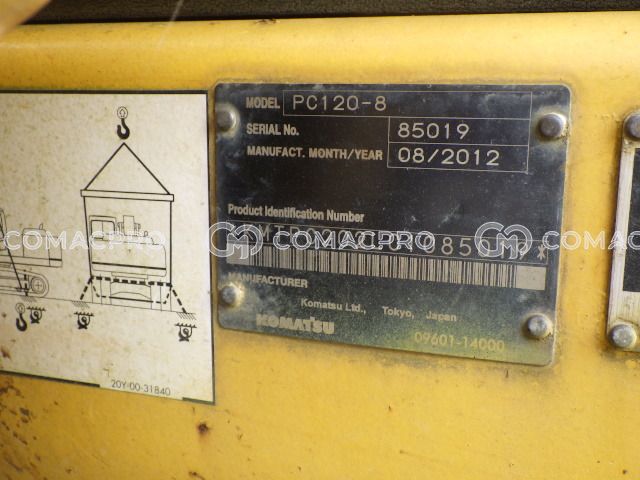 MODEL PC120-8
SERIAL No. 85019
MANUFACT. MONTH/YEAR 08/2012
Product Identification Number
COMACPRO COMACPRO COMACPRO
MANUFACTURER
Komatsu Ltd., Tokyo, Japan
KOMATSU 09601-14000
20Y-00-31840